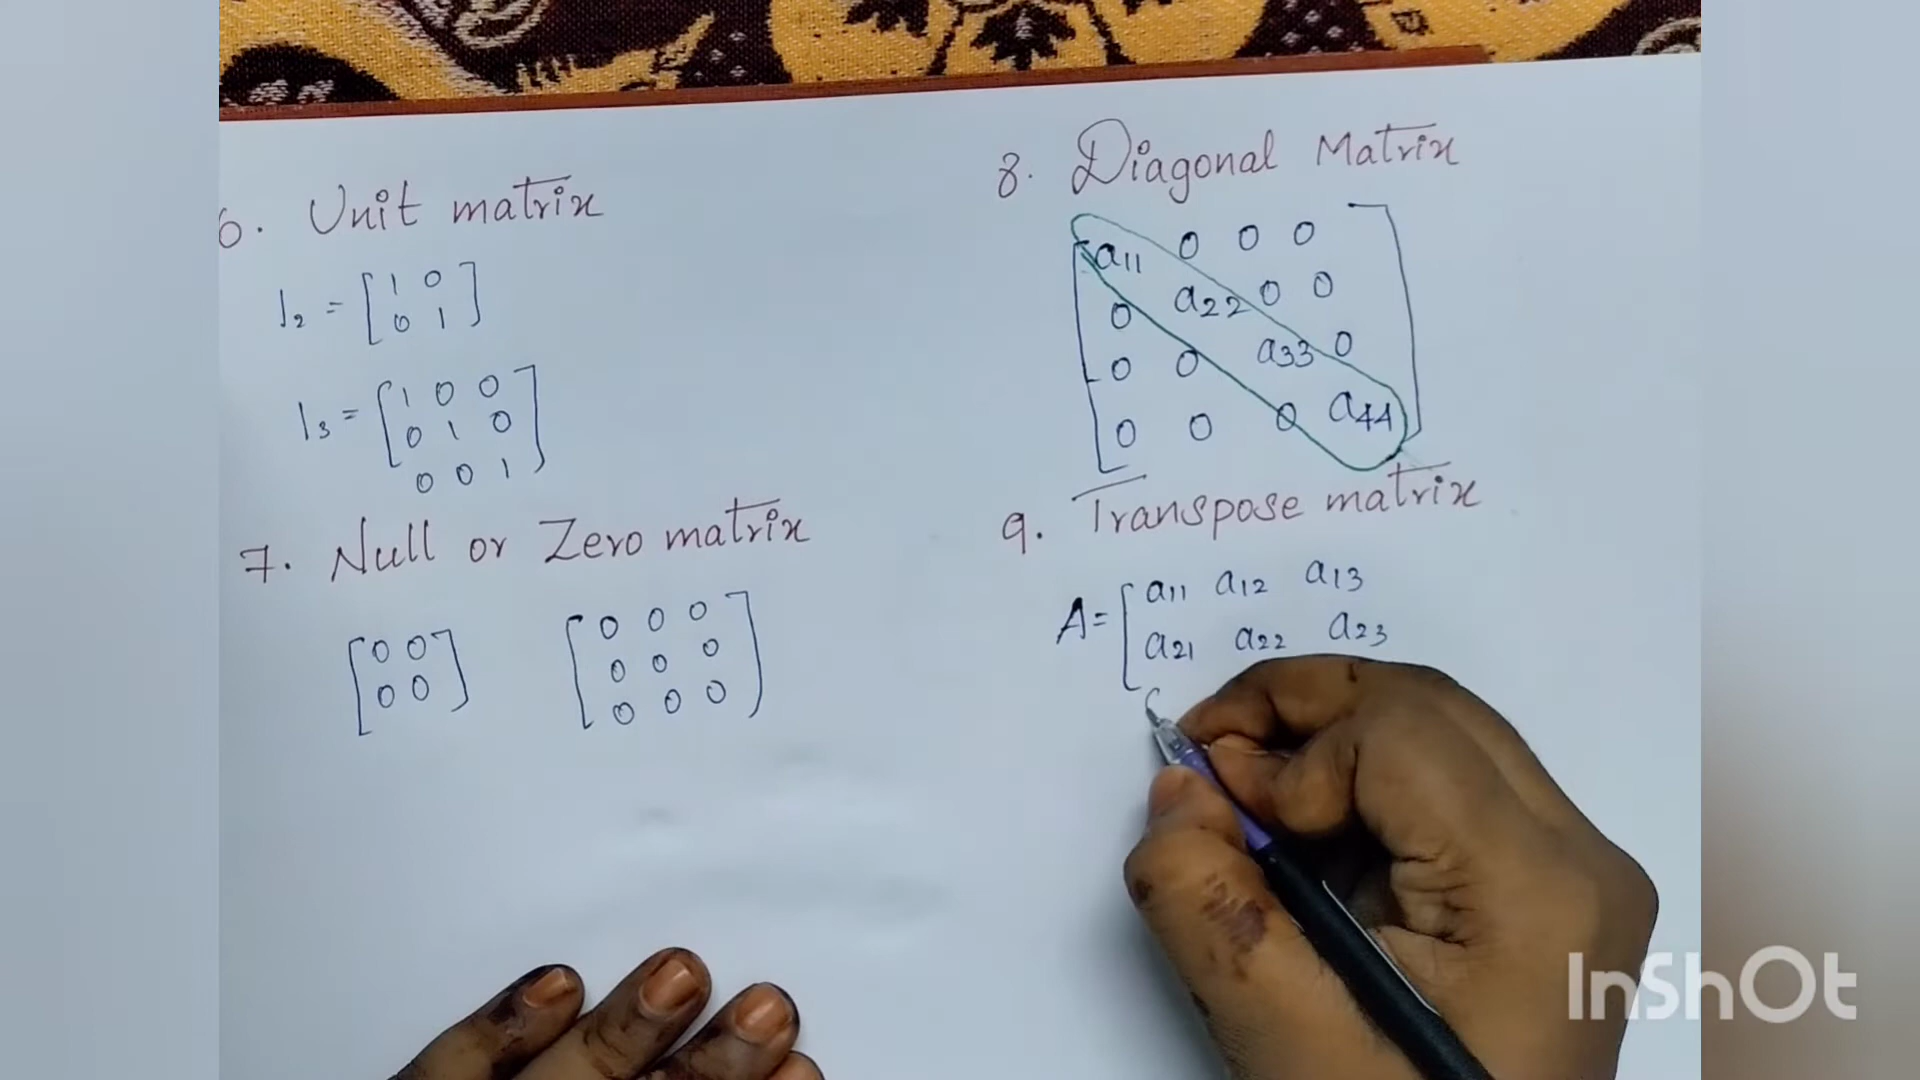 6. Unit matrix
I₂ = [ 1 0
0 1 ]
I₃ = [ 1 0 0
0 1 0
0 0 1 ]
7. Null or Zero matrix
[ 0 0
0 0 ]
[ 0 0 0
0 0 0
0 0 0 ]
8. Diagonal Matrix
[ a11 0 0 0
0 a22 0 0
0 0 a33 0
0 0 0 a44 ]
9. Transpose matrix
A = [ a11 a12 a13
a21 a22 a23
InShOt